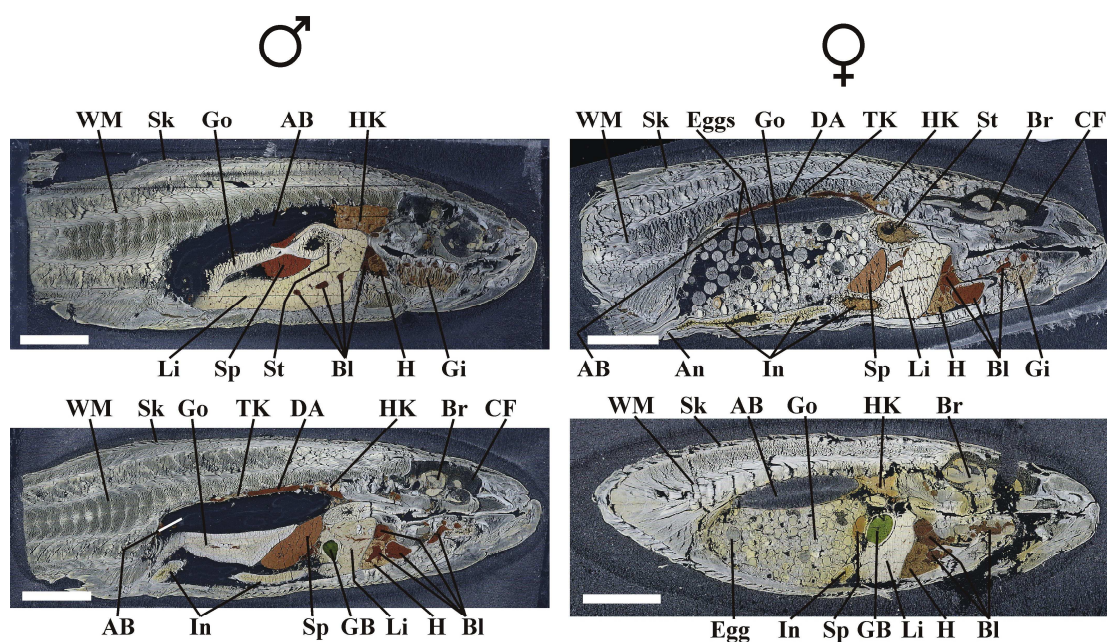 ♂ ♀
WM Sk Go AB HK
WM Sk Eggs Go DA TK HK St Br CF
Li Sp St Bl H Gi
AB An In Sp Li H Bl Gi
WM Sk Go TK DA HK Br CF
WM Sk AB Go HK Br
AB In Sp GB Li H Bl
Egg In Sp GB Li H Bl